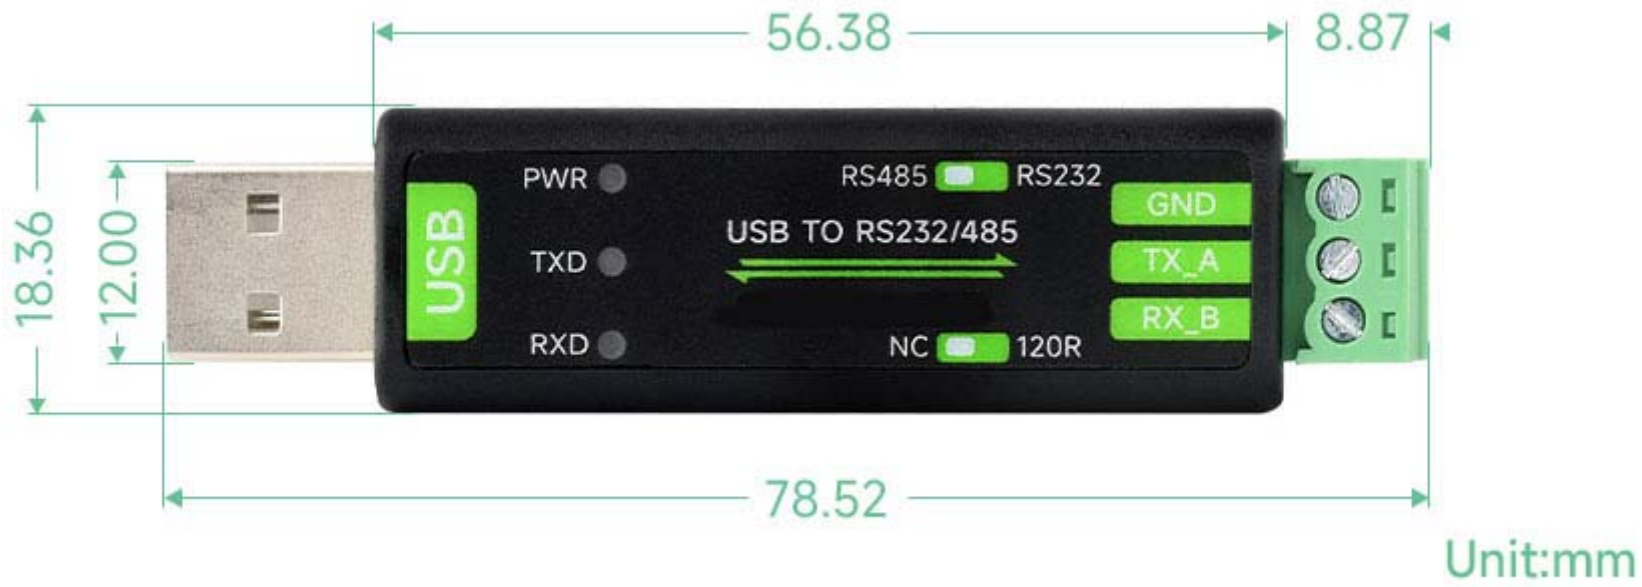 56.38
8.87
18.36
12.00
USB
PWR
TXD
RXD
RS485
RS232
USB TO RS232/485
NC
120R
GND
TX_A
RX_B
78.52
Unit:mm